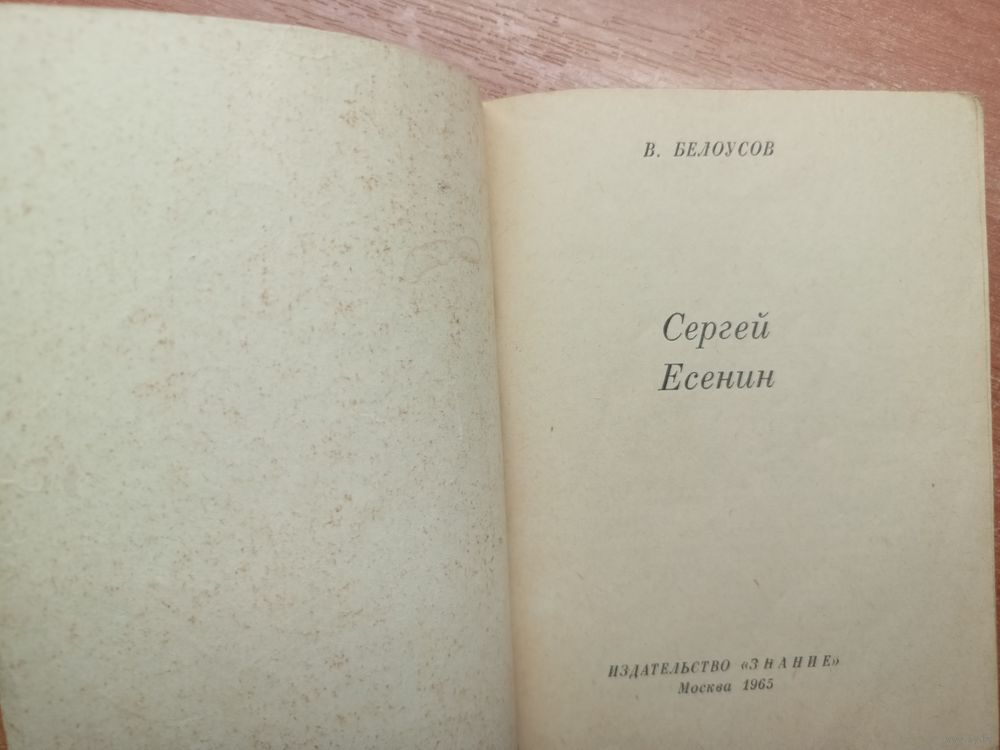 В. БЕЛОУСОВ
Сергей
Есенин
ИЗДАТЕЛЬСТВО «ЗНАНИЕ»
Москва 1965